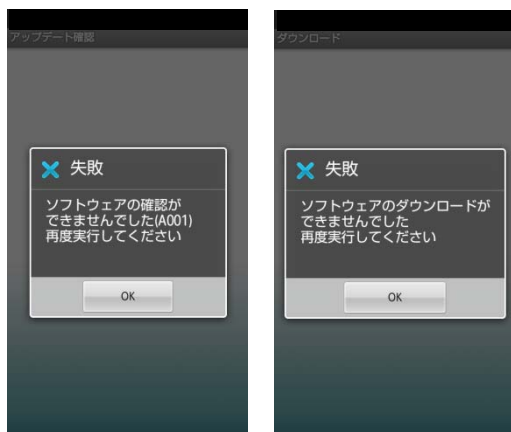 アップデート確認
失敗
ソフトウェアの確認が
できませんでした(A001)
再度実行してください
OK
ダウンロード
失敗
ソフトウェアのダウンロードが
できませんでした
再度実行してください
OK